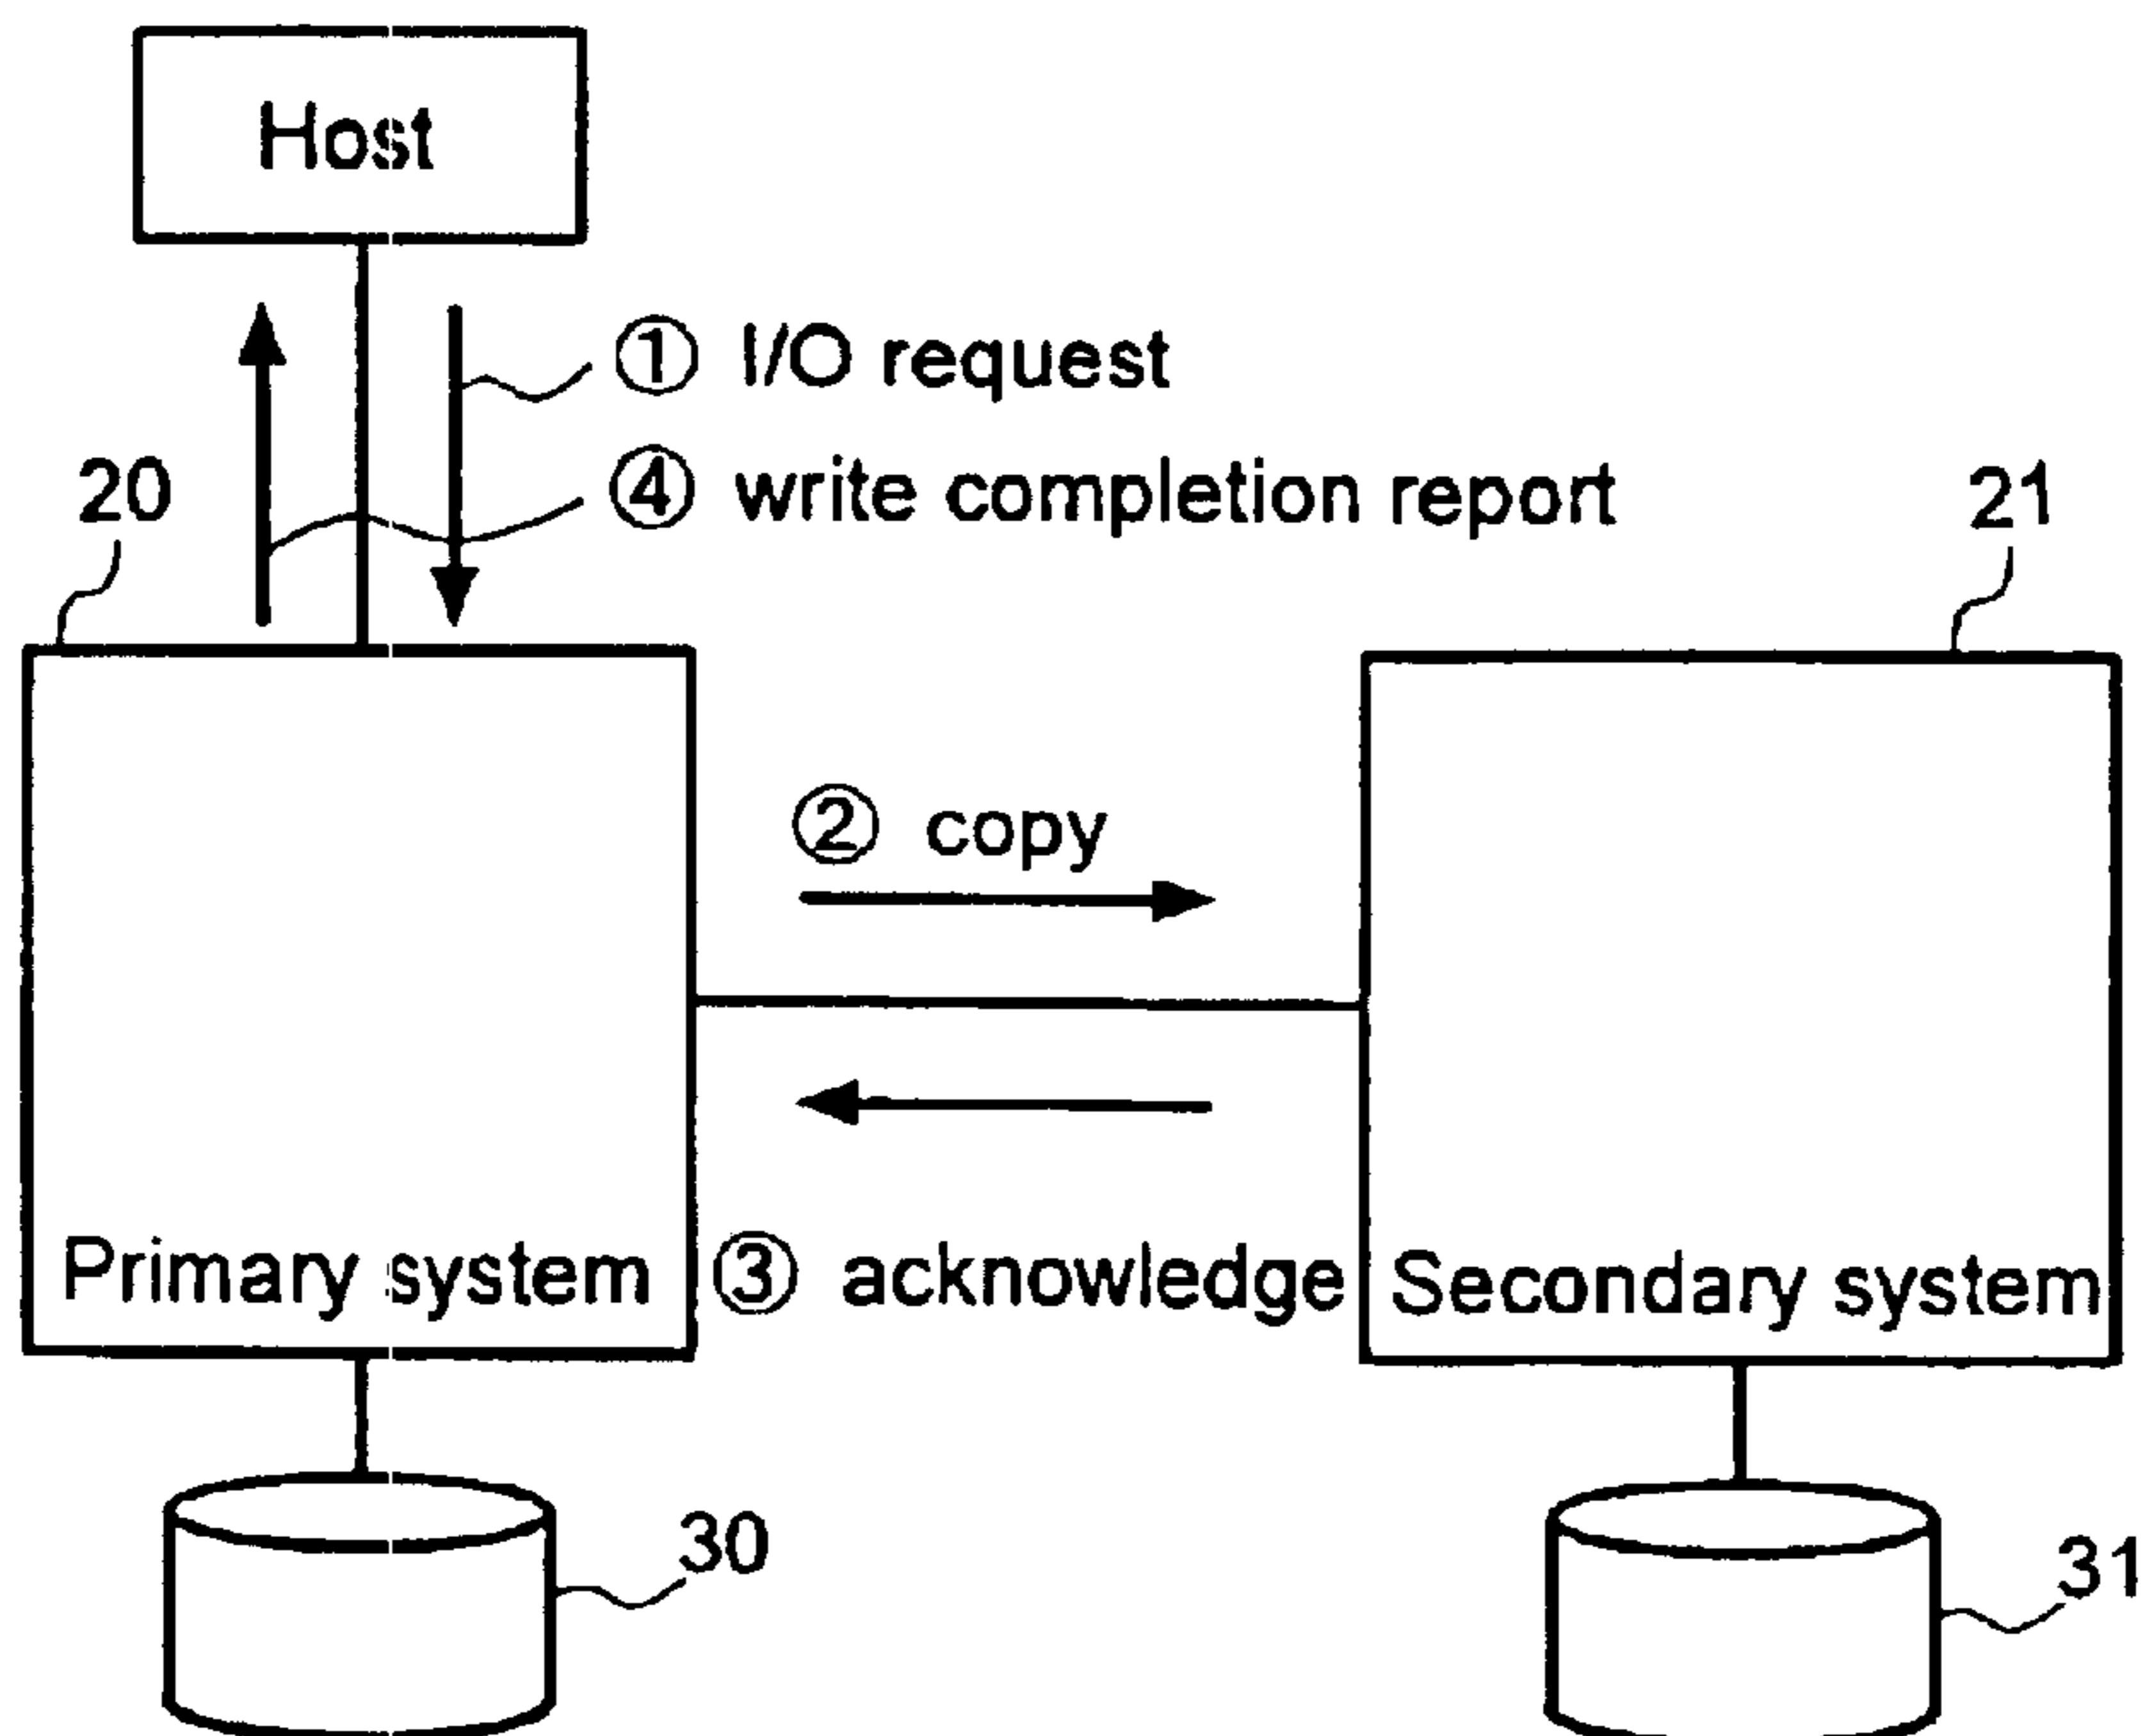 Host
① I/O request
④ write completion report
20
21
② copy
Primary system
③ acknowledge
Secondary system
30
31